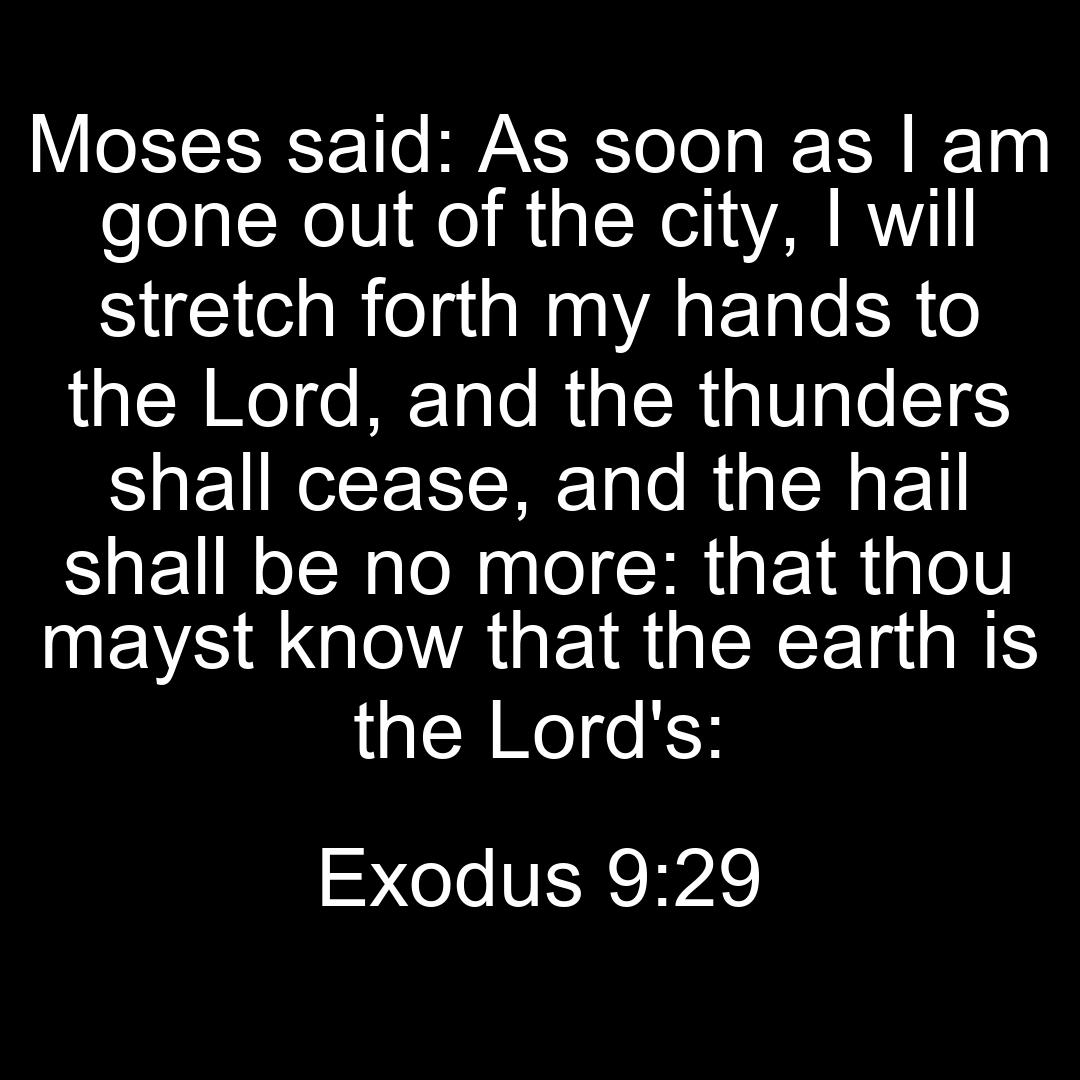 Moses said: As soon as I am
gone out of the city, I will
stretch forth my hands to
the Lord, and the thunders
shall cease, and the hail
shall be no more: that thou
mayst know that the earth is
the Lord's:
Exodus 9:29